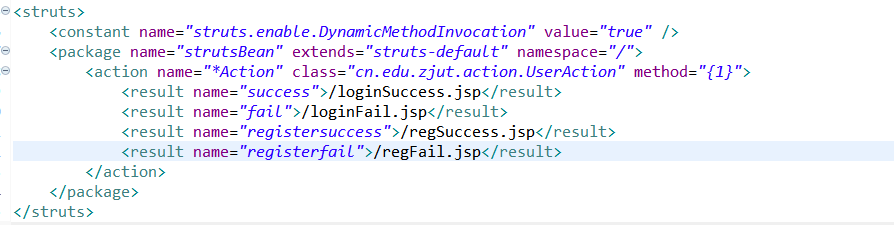 <struts>
<constant name="struts.enable.DynamicMethodInvocation" value="true" />
<package name="strutsBean" extends="struts-default" namespace="/">
<action name="*Action" class="cn.edu.zjut.action.UserAction" method="{1}">
<result name="success">/loginSuccess.jsp</result>
<result name="fail">/loginFail.jsp</result>
<result name="registersuccess">/regSuccess.jsp</result>
<result name="registerfail">/regFail.jsp</result>
</action>
</package>
</struts>